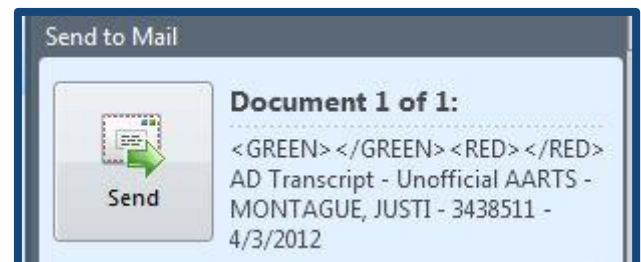 Send to Mail
Send
Document 1 of 1:
<GREEN></GREEN><RED></RED>
AD Transcript - Unofficial AARTS -
MONTAGUE, JUSTI - 3438511 -
4/3/2012